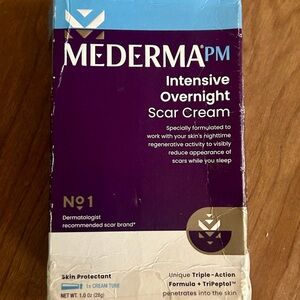 MEDERMA® PM
Intensive
Overnight
Scar Cream
Specially formulated to
work with your skin's nighttime
regenerative activity to visibly
reduce appearance of
scars while you sleep
No 1
Dermatologist
recommended scar brand*
Skin Protectant
1x CREAM TUBE
NET WT. 1.0 OZ (28g)
Unique Triple-Action
Formula + TriPeptol™
penetrates into the skin